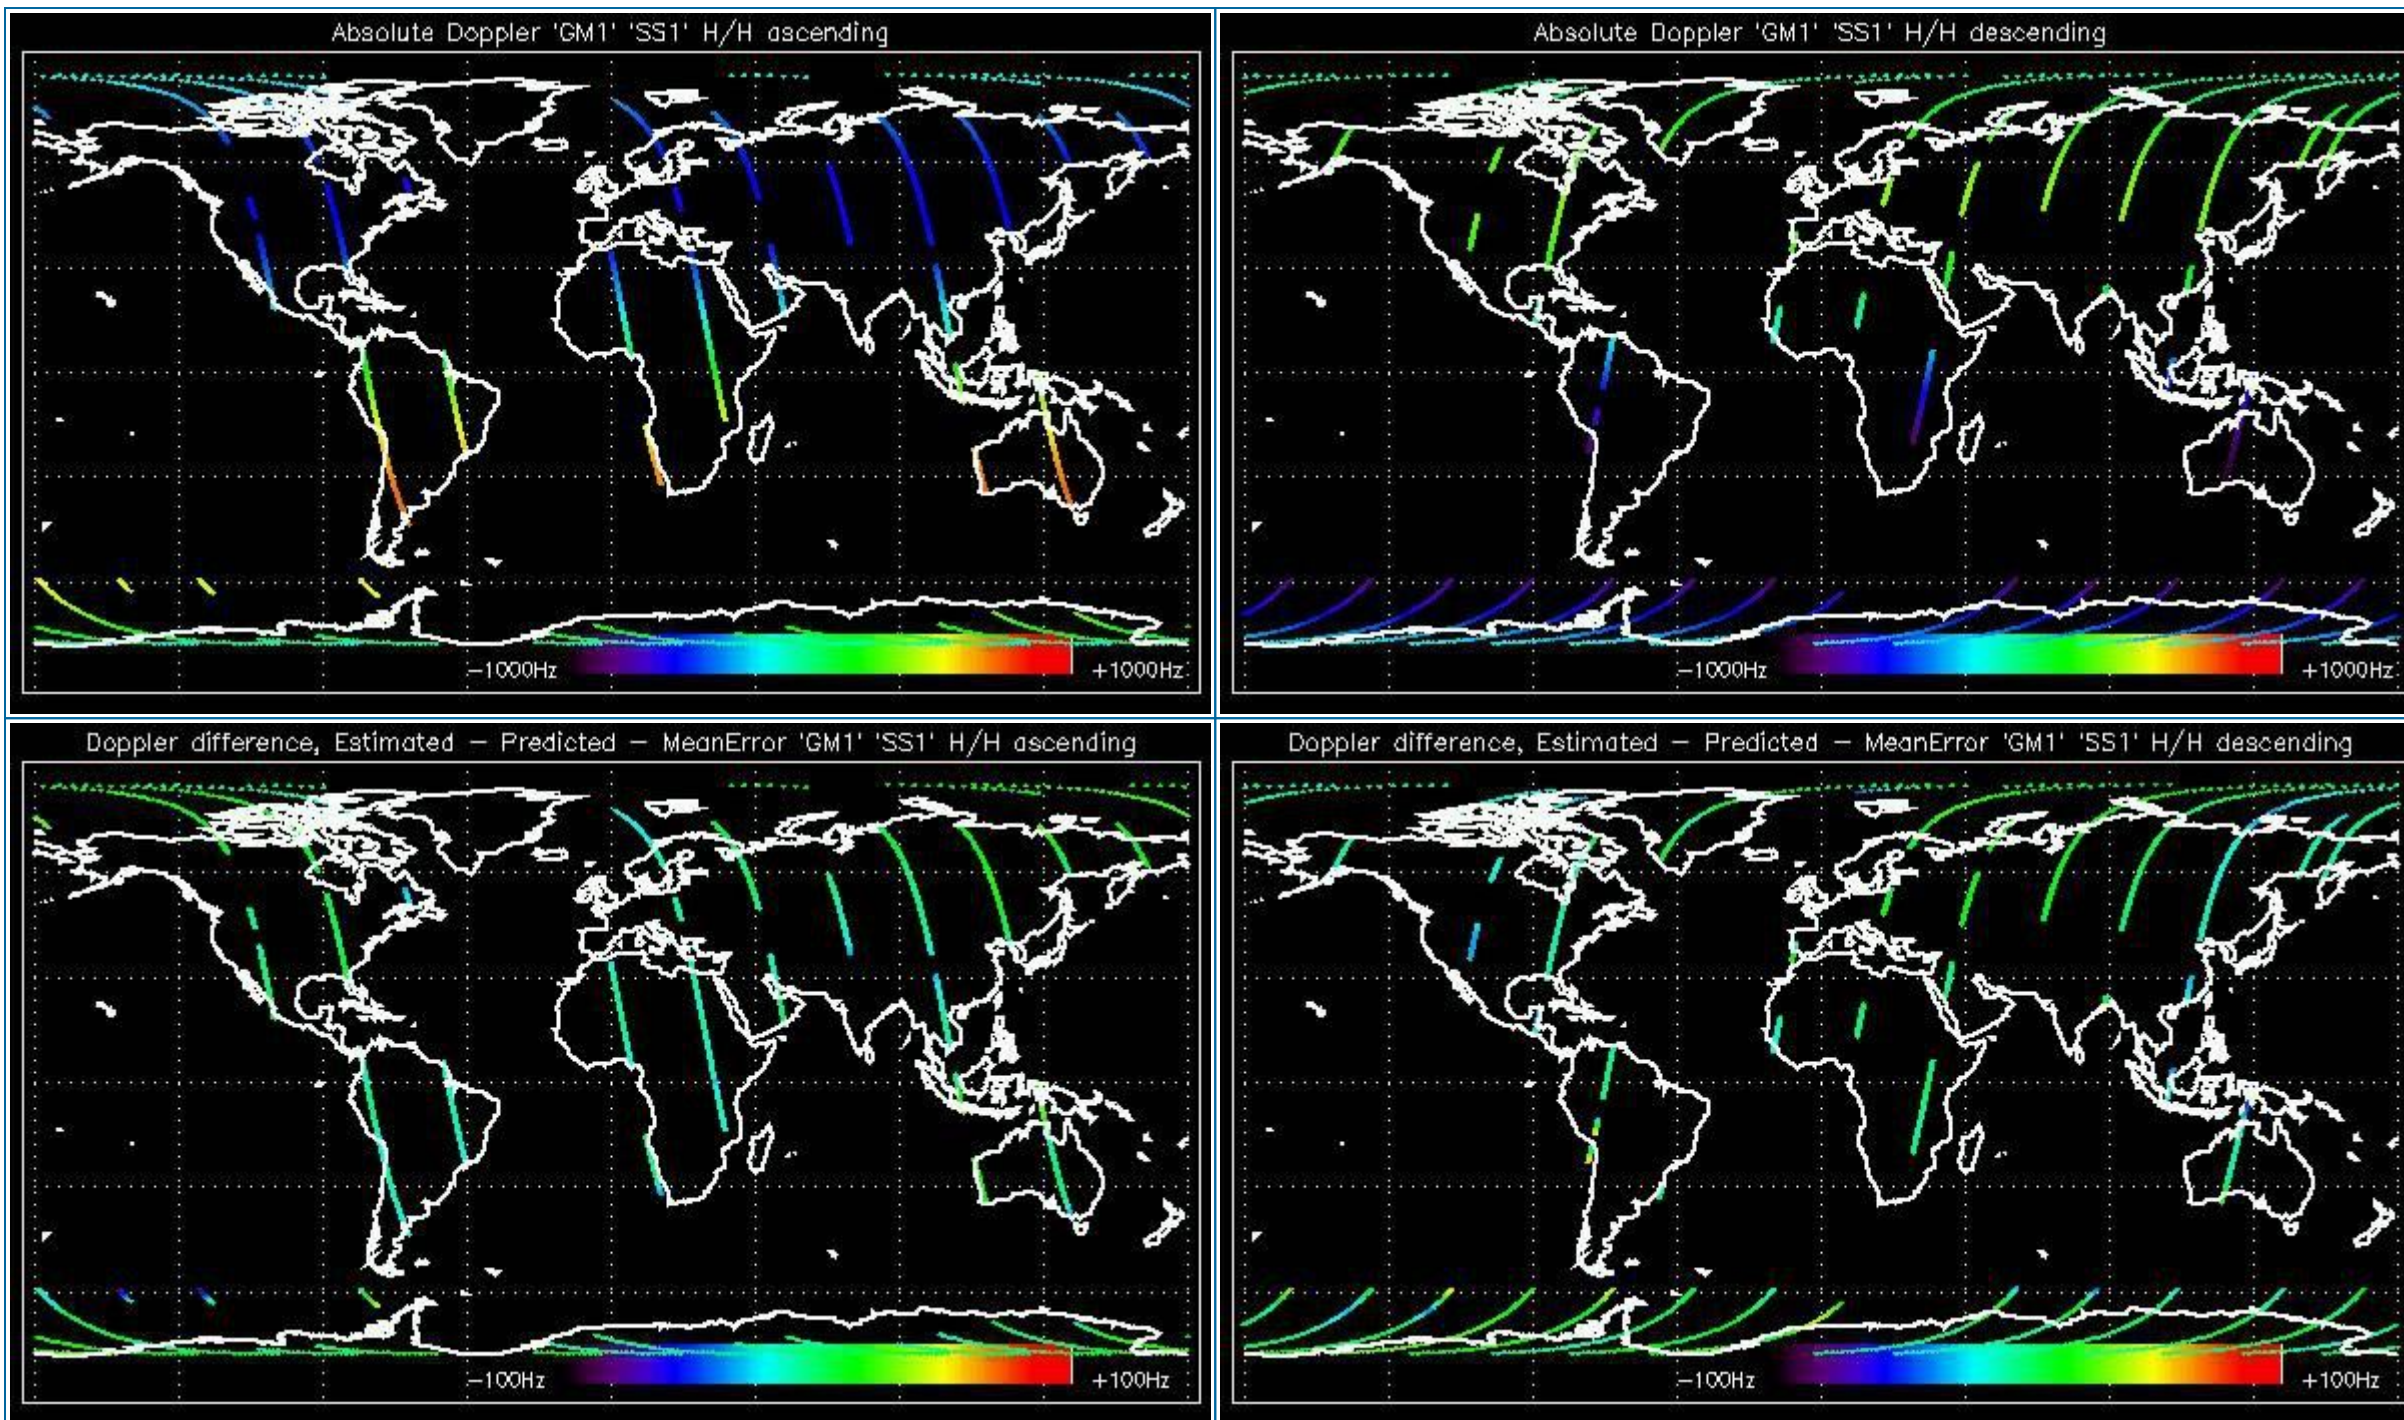 Absolute Doppler 'GM1' 'SS1' H/H ascending
−1000Hz
+1000Hz
Absolute Doppler 'GM1' 'SS1' H/H descending
−1000Hz
+1000Hz
Doppler difference, Estimated − Predicted − MeanError 'GM1' 'SS1' H/H ascending
−100Hz
+100Hz
Doppler difference, Estimated − Predicted − MeanError 'GM1' 'SS1' H/H descending
−100Hz
+100Hz